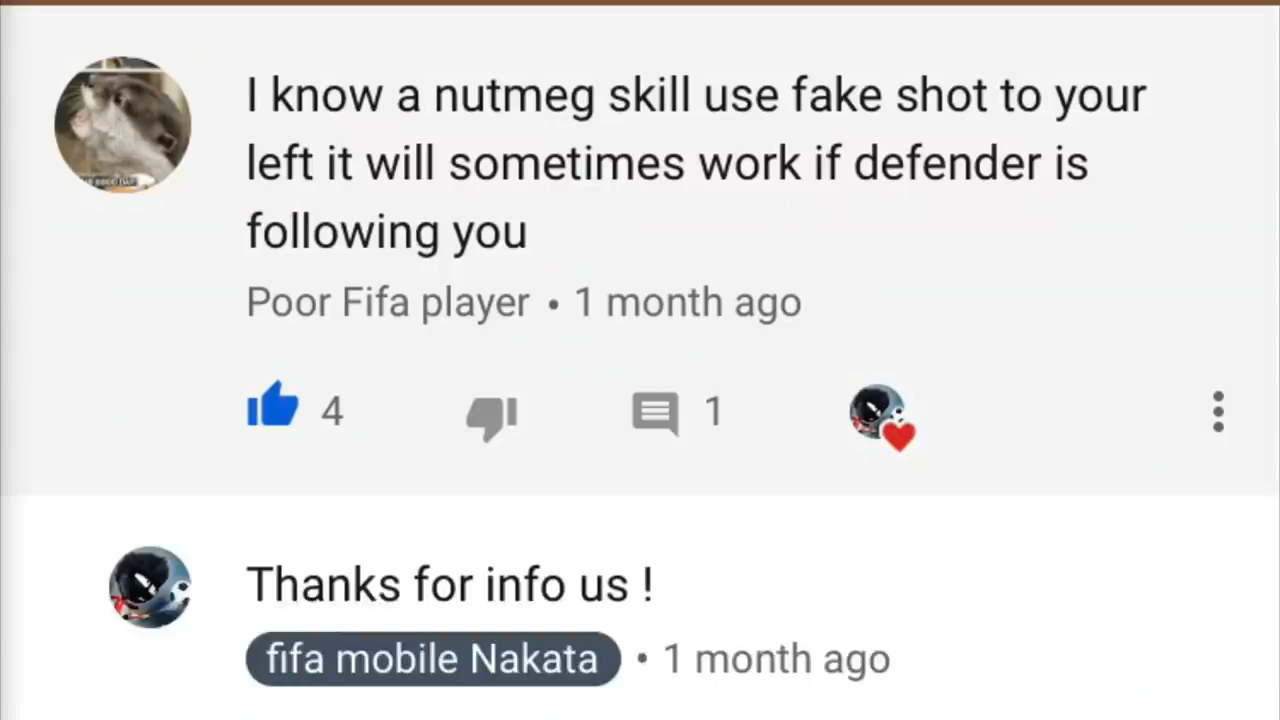 I know a nutmeg skill use fake shot to your
left it will sometimes work if defender is
following you
Poor Fifa player • 1 month ago
4
1
Thanks for info us !
fifa mobile Nakata • 1 month ago